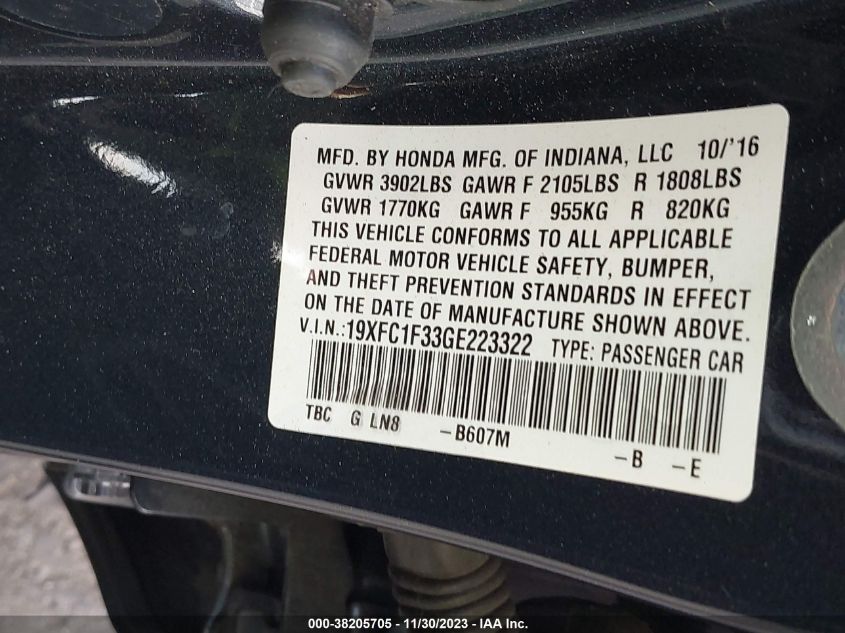 MFD. BY HONDA MFG. OF INDIANA, LLC 10/'16
GVWR 3902LBS GAWR F 2105LBS R 1808LBS
GVWR 1770KG GAWR F 955KG R 820KG
THIS VEHICLE CONFORMS TO ALL APPLICABLE
FEDERAL MOTOR VEHICLE SAFETY, BUMPER,
AND THEFT PREVENTION STANDARDS IN EFFECT
ON THE DATE OF MANUFACTURE SHOWN ABOVE.
V.I.N.:19XFC1F33GE223322 TYPE: PASSENGER CAR
TBC G LN8 -B607M -B -E
000-38205705 - 11/30/2023 - IAAI.com